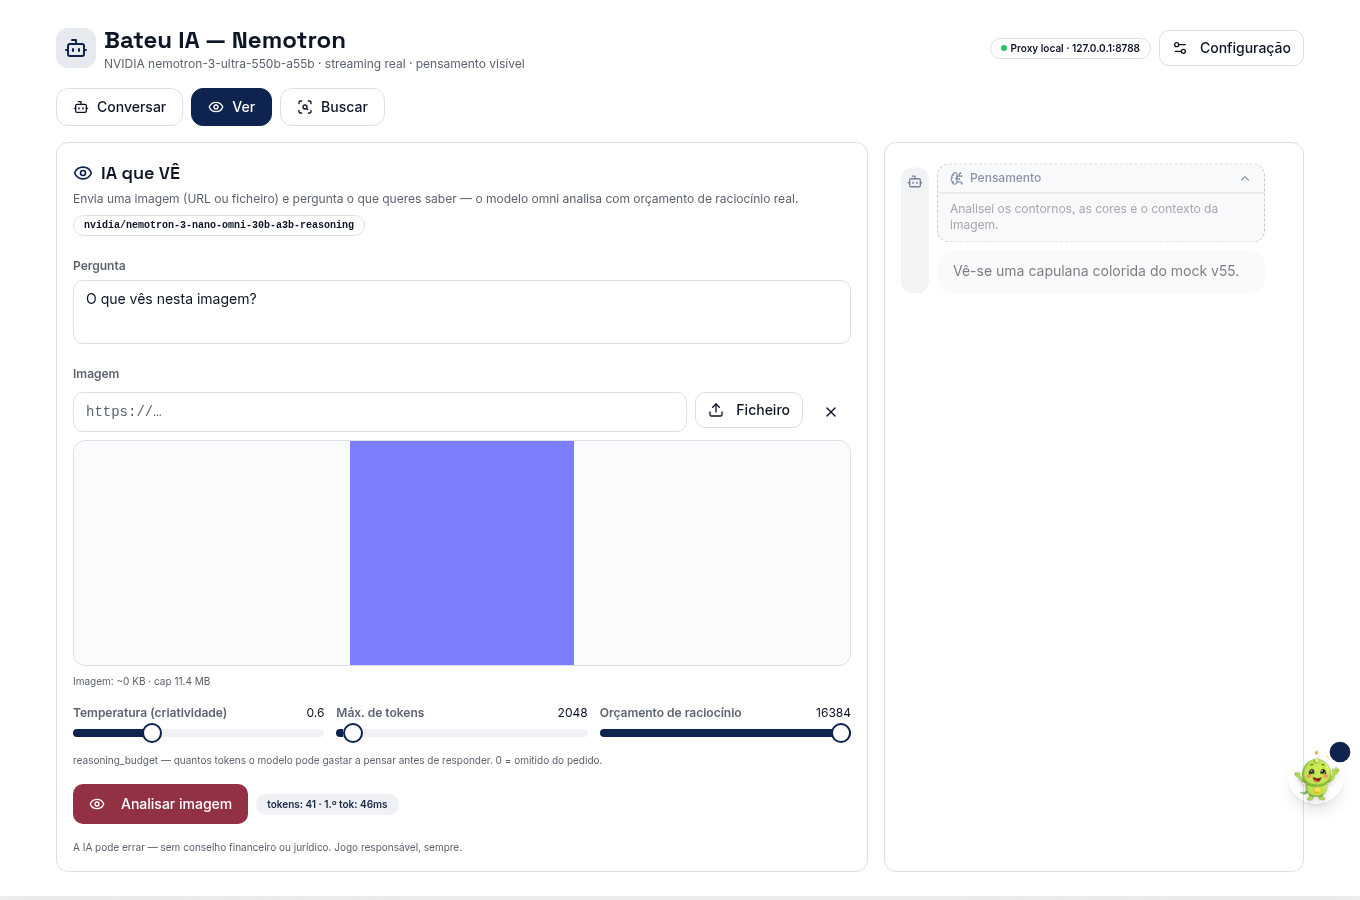 Bateu IA — Nemotron
NVIDIA nemotron-3-ultra-550b-a55b · streaming real · pensamento visível
Proxy local · 127.0.0.1:8788
Configuração
Conversar
Ver
Buscar
IA que VÊ
Envia uma imagem (URL ou ficheiro) e pergunta o que queres saber — o modelo omni analisa com orçamento de raciocínio real.
nvidia/nemotron-3-nano-omni-30b-a3b-reasoning
Pergunta
O que vês nesta imagem?
Imagem
https://…
Ficheiro
Imagem: ~0 KB · cap 11.4 MB
Temperatura (criatividade) 0.6
Máx. de tokens 2048
Orçamento de raciocínio 16384
reasoning_budget — quantos tokens o modelo pode gastar a pensar antes de responder. 0 = omitido do pedido.
Analisar imagem
tokens: 41 · 1.º tok: 46ms
A IA pode errar — sem conselho financeiro ou jurídico. Jogo responsável, sempre.
Pensamento
Analisei os contornos, as cores e o contexto da
imagem.
Vê-se uma capulana colorida do mock v55.